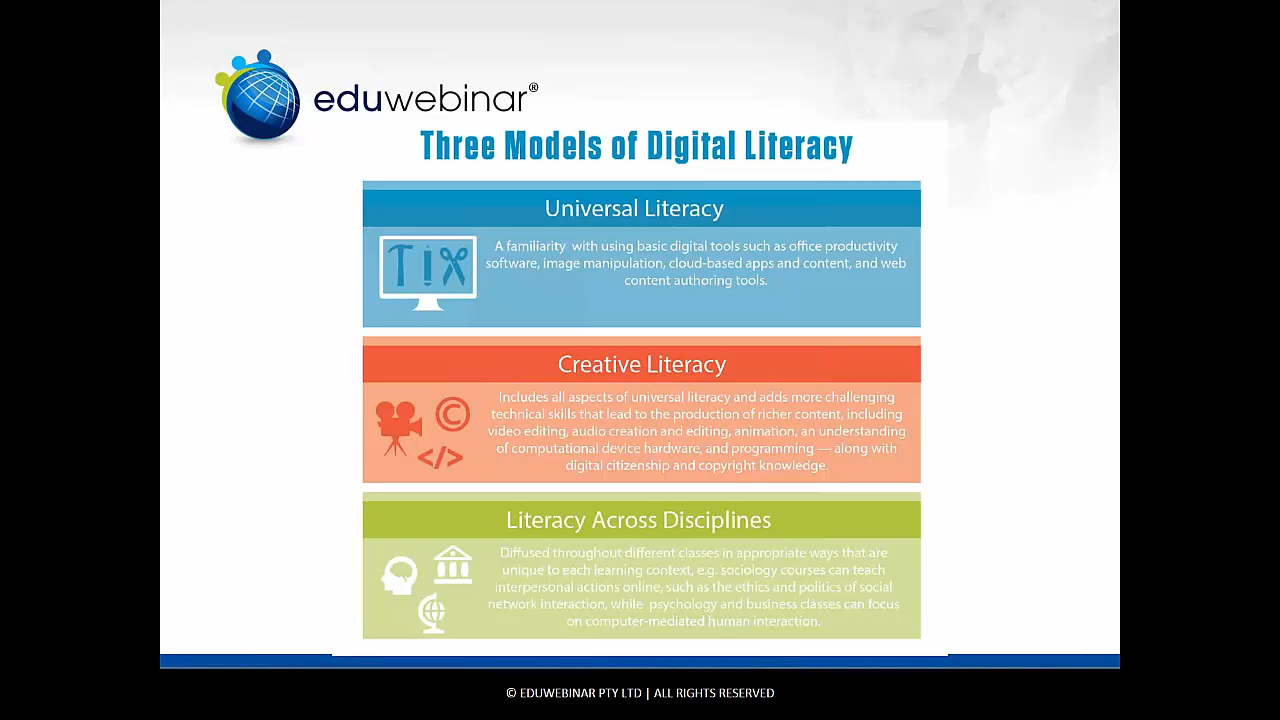 eduwebinar®
Three Models of Digital Literacy
Universal Literacy
A familiarity with using basic digital tools such as office productivity
software, image manipulation, cloud-based apps and content, and web
content authoring tools.
Creative Literacy
Includes all aspects of universal literacy and adds more challenging
technical skills that lead to the production of richer content, including
video editing, audio creation and editing, animation, an understanding
of computational device hardware, and programming — along with
digital citizenship and copyright knowledge.
©
</>
Literacy Across Disciplines
Diffused throughout different classes in appropriate ways that are
unique to each learning context, e.g. sociology courses can teach
interpersonal actions online, such as the ethics and politics of social
network interaction, while psychology and business classes can focus
on computer-mediated human interaction.
© EDUWEBINAR PTY LTD | ALL RIGHTS RESERVED